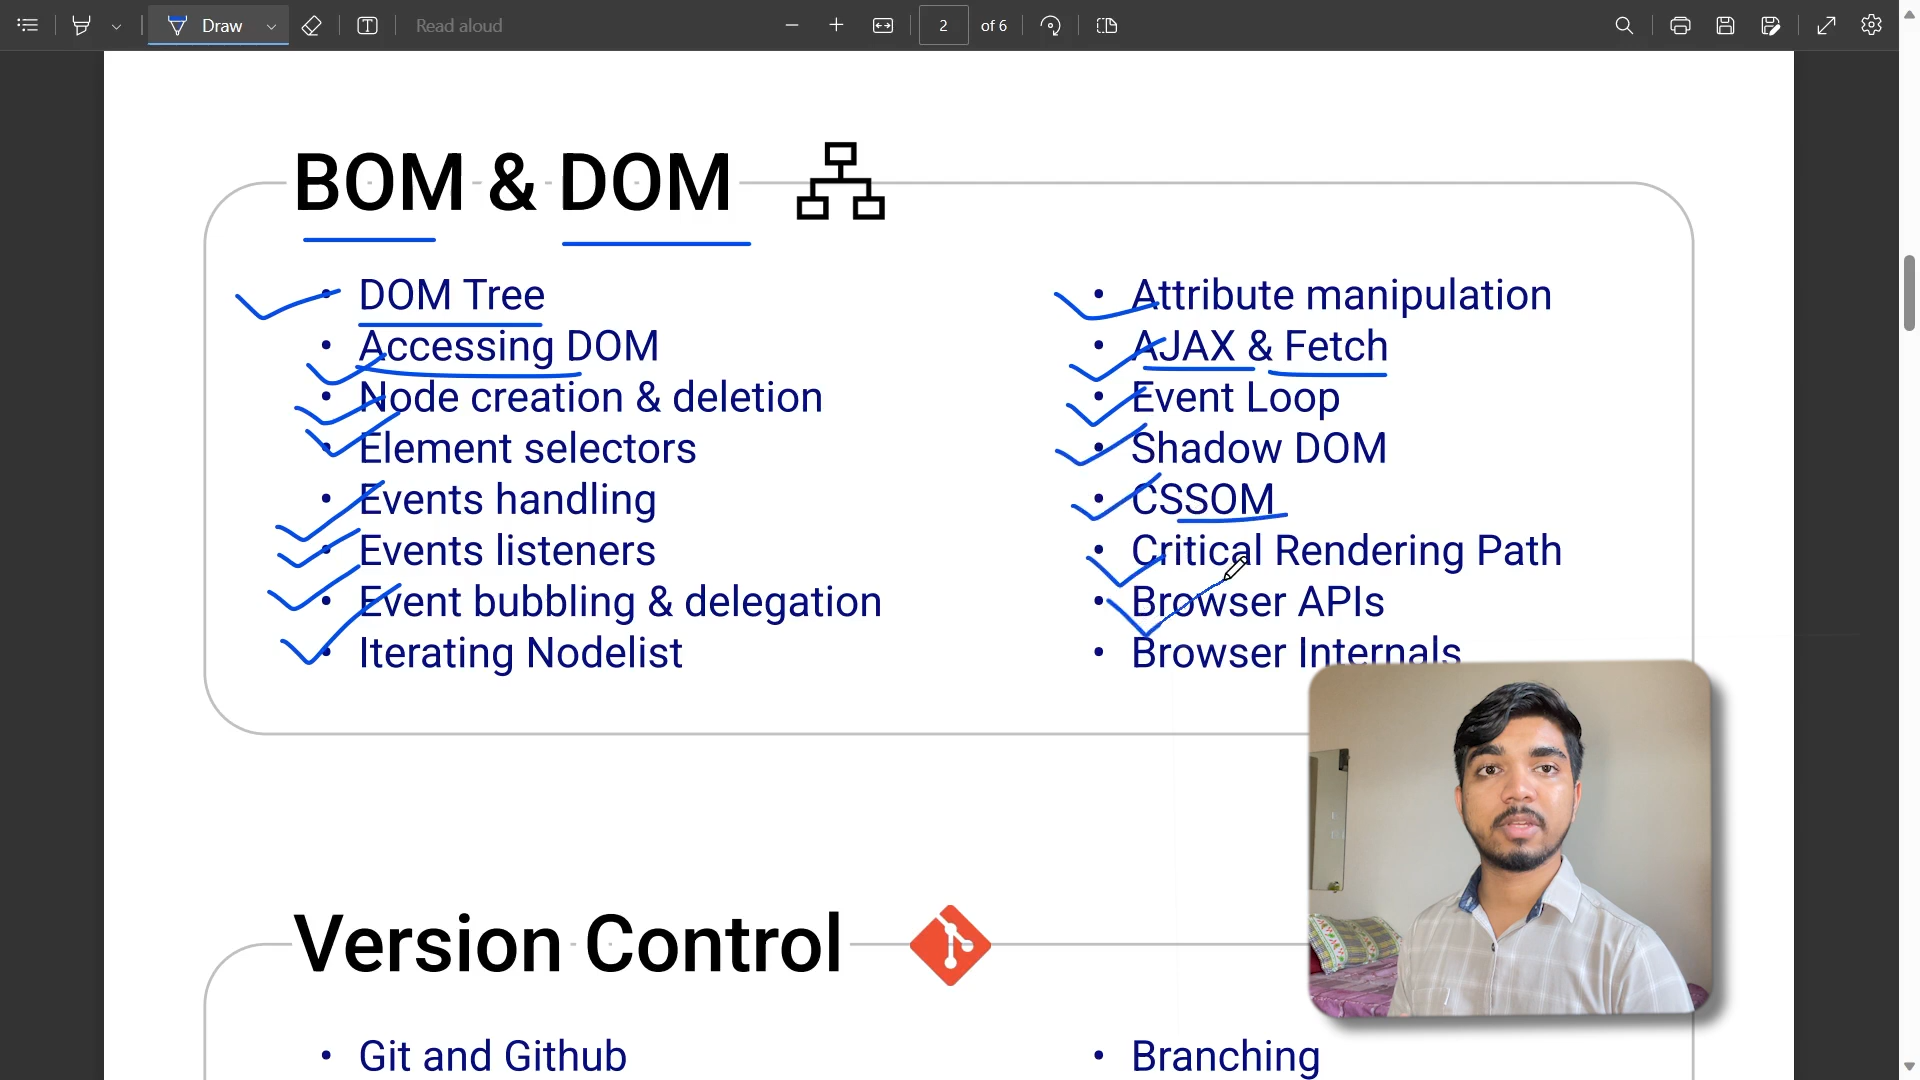 Draw
Read aloud
2 of 6
BOM & DOM
• DOM Tree
• Accessing DOM
• Node creation & deletion
• Element selectors
• Events handling
• Events listeners
• Event bubbling & delegation
• Iterating Nodelist
• Attribute manipulation
• AJAX & Fetch
• Event Loop
• Shadow DOM
• CSSOM
• Critical Rendering Path
• Browser APIs
• Browser Internals
Version Control
• Git and Github
• Branching